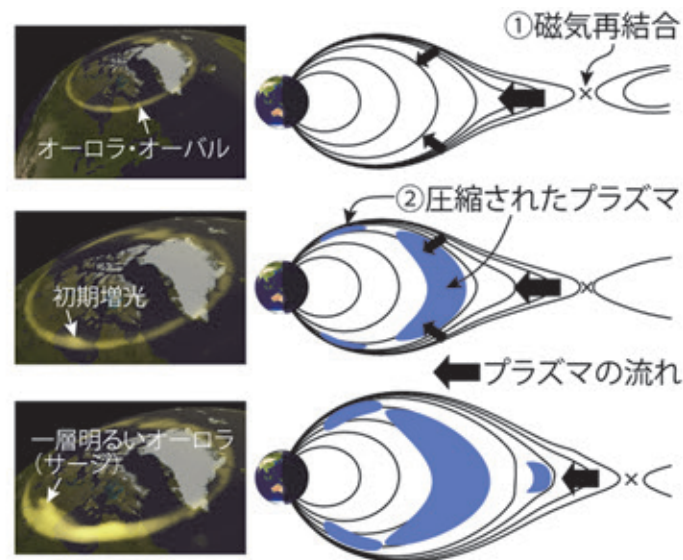 ①磁気再結合
オーロラ・オーバル
②圧縮されたプラズマ
初期増光
プラズマの流れ
一層明るいオーロラ
(サージ)